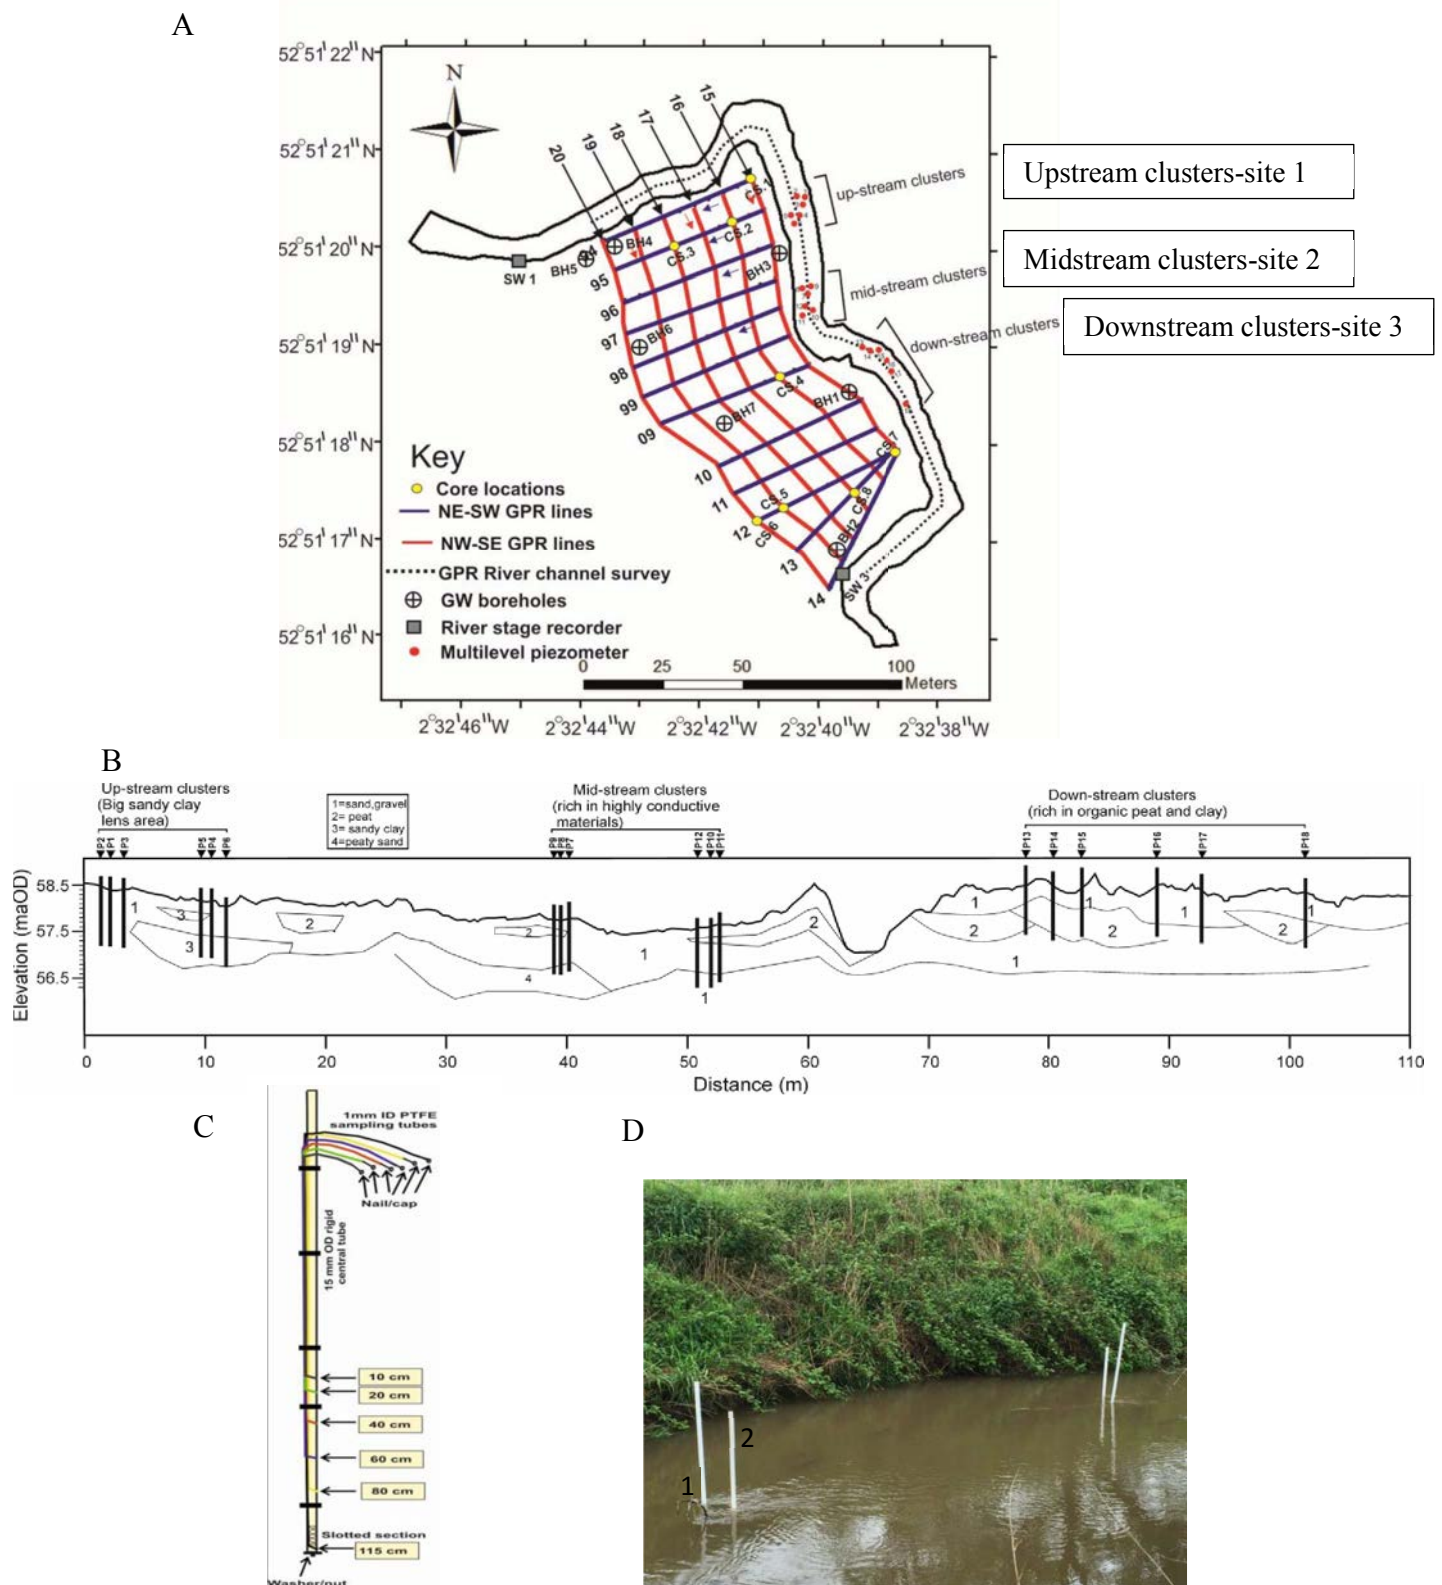 A
52°51'22"N
N
15
16
17
18
19
20
52°51'21"N
up-stream clusters
Upstream clusters-site 1
CS.1
CS.2
CS.3
BH4
BH5
BH3
52°51'20"N
SW 1
95
mid-stream clusters
Midstream clusters-site 2
96
97
BH6
down-stream clusters
Downstream clusters-site 3
52°51'19"N
98
99
CS.4
BH1
09
BH7
52°51'18"N
CS.7
Key
10
Core locations
11
CS.5
CS.8
NE-SW GPR lines
12
CS.6
BH2
52°51'17"N
NW-SE GPR lines
13
GPR River channel survey
14
SW 3
GW boreholes
River stage recorder
52°51'16"N
Multilevel piezometer
0 25 50 100
Meters
2°32'46"W 2°32'44"W 2°32'42"W 2°32'40"W 2°32'38"W
B
Up-stream clusters
(Big sandy clay
lens area)
1=sand,gravel
2= peat
3= sandy clay
4=peaty sand
Mid-stream clusters
(rich in highly conductive
materials)
Down-stream clusters
(rich in organic peat and clay)
P2 P1 P3 P5 P4 P6 P9 P8 P7 P12 P10 P11 P13 P14 P15 P16 P17 P18
58.5
57.5
56.5
Elevation (maOD)
1 3 3 2 2 4 1 1 2 1 2 1 2 1 1 2 1
0 10 20 30 40 50 60 70 80 90 100 110
Distance (m)
C
1mm ID PTFE
sampling tubes
Nail/cap
15 mm OD rigid
central tube
10 cm
20 cm
40 cm
60 cm
80 cm
Slotted section
115 cm
Washer/nut
D
1
2